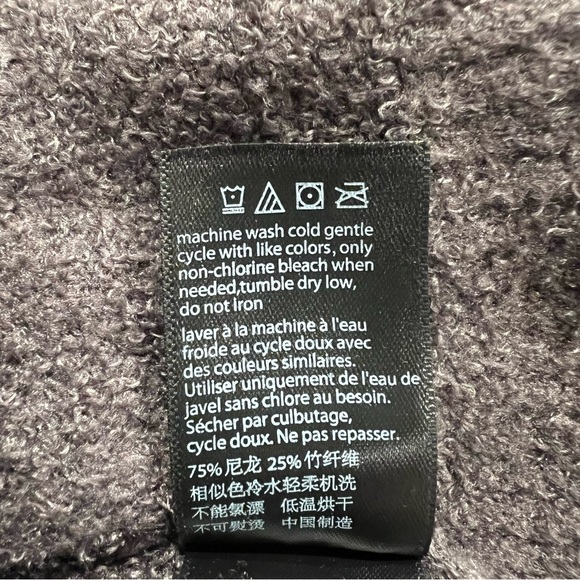 machine wash cold gentle
cycle with like colors, only
non-chlorine bleach when
needed,tumble dry low,
do not Iron
laver à la machine à l'eau
froide au cycle doux avec
des couleurs similaires.
Utiliser uniquement de l'eau de
javel sans chlore au besoin.
Sécher par culbutage,
cycle doux. Ne pas repasser.
75% 尼龙 25% 竹纤维
相似色冷水轻柔机洗
不能氯漂 低温烘干
不可熨烫 中国制造